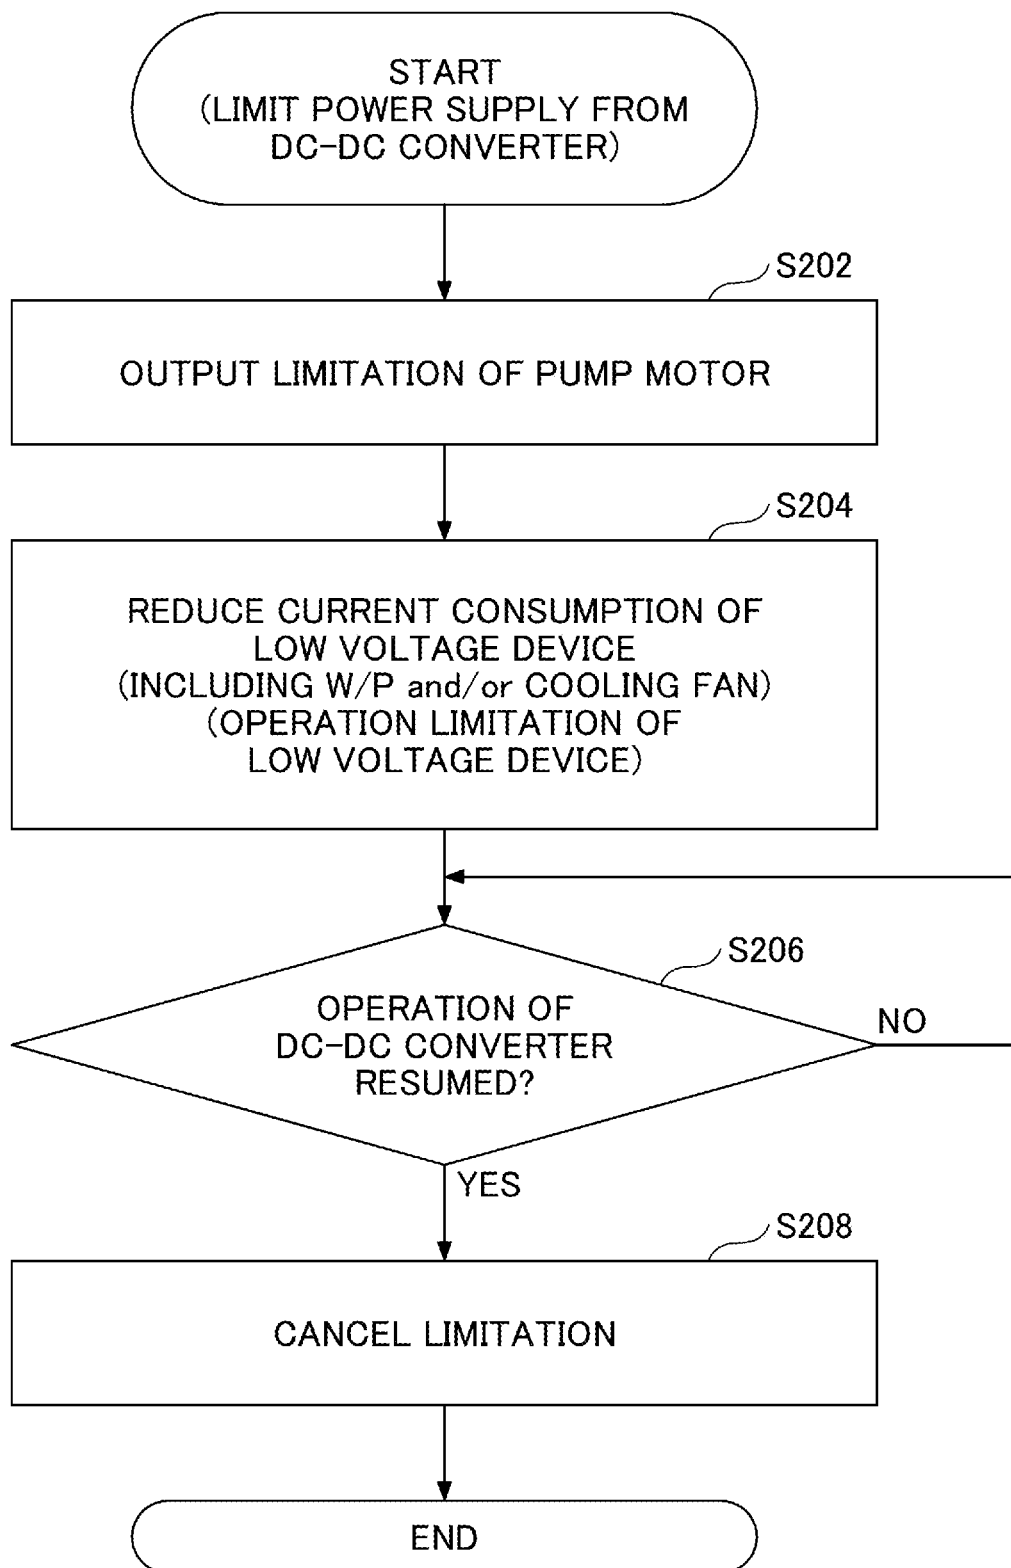 START
(LIMIT POWER SUPPLY FROM
DC-DC CONVERTER)
S202
OUTPUT LIMITATION OF PUMP MOTOR
S204
REDUCE CURRENT CONSUMPTION OF
LOW VOLTAGE DEVICE
(INCLUDING W/P and/or COOLING FAN)
(OPERATION LIMITATION OF
LOW VOLTAGE DEVICE)
S206
OPERATION OF
DC-DC CONVERTER
RESUMED?
NO
YES
S208
CANCEL LIMITATION
END